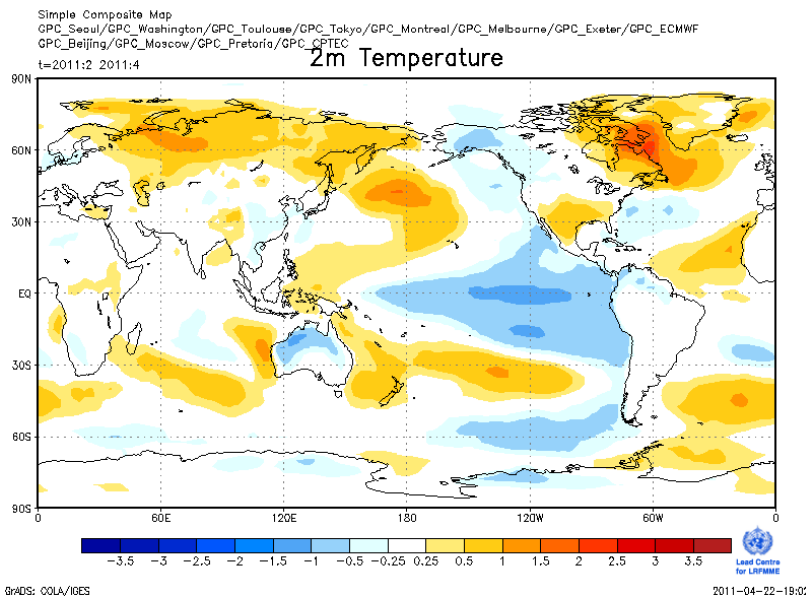 Simple Composite Map
GPC_Seoul/GPC_Washington/GPC_Toulouse/GPC_Tokyo/GPC_Montreal/GPC_Melbourne/GPC_Exeter/GPC_ECMWF
GPC_Beijing/GPC_Moscow/GPC_Pretoria/GPC_CPTEC
t=2011:2 2011:4
2m Temperature
90N
60N
30N
EQ
30S
60S
90S
0 60E 120E 180 120W 60W 0
-3.5 -3 -2.5 -2 -1.5 -1 -0.5 -0.25 0.25 0.5 1 1.5 2 2.5 3 3.5
Lead Centre
for LRFMME
GrADS: COLA/IGES
2011-04-22-19:02